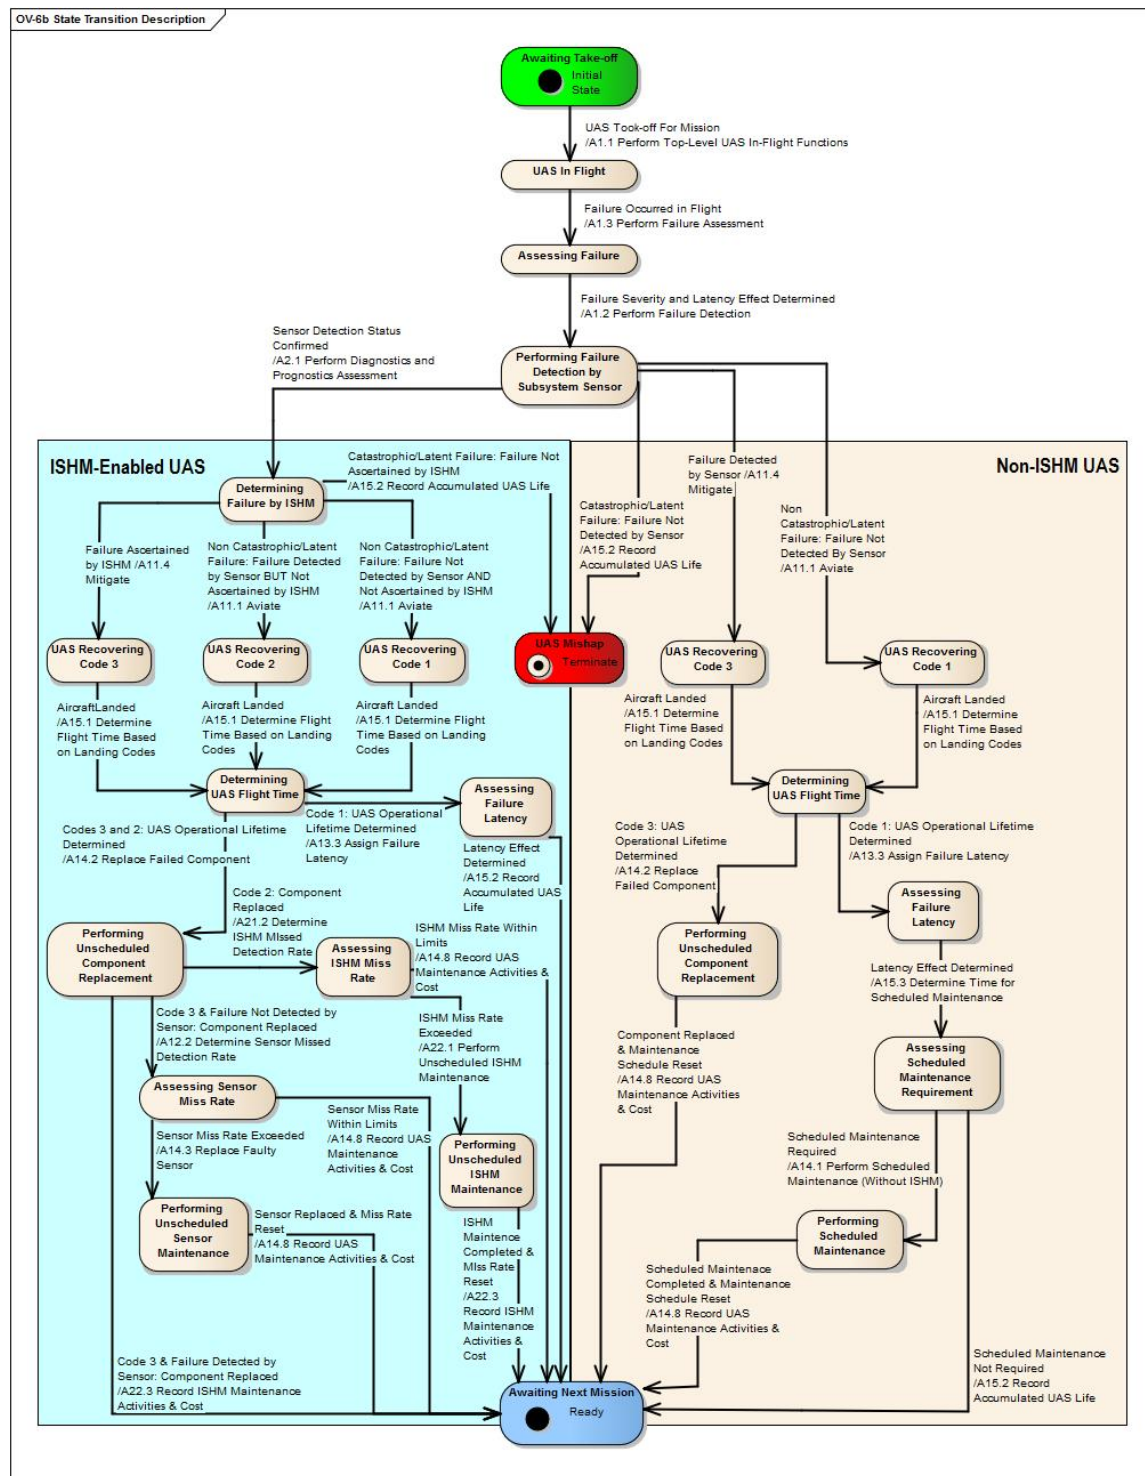 OV-6b State Transition Description
Awaiting Take-off
Initial
State
UAS Took-off For Mission
/A1.1 Perform Top-Level UAS In-Flight Functions
UAS In Flight
Failure Occurred in Flight
/A1.3 Perform Failure Assessment
Assessing Failure
Failure Severity and Latency Effect Determined
/A1.2 Perform Failure Detection
Sensor Detection Status
Confirmed
/A2.1 Perform Diagnostics and
Prognostics Assessment
Performing Failure
Detection by
Subsystem Sensor
ISHM-Enabled UAS
Non-ISHM UAS
Catastrophic/Latent Failure: Failure Not
Ascertained by ISHM
/A15.2 Record Accumulated UAS Life
Determining
Failure by ISHM
Failure Detected
by Sensor /A11.4
Mitigate
Catastrophic/Latent
Failure: Failure Not
Detected by Sensor
/A15.2 Record
Accumulated UAS Life
Non
Catastrophic/Latent
Failure: Failure Not
Detected By Sensor
/A11.1 Aviate
Failure Ascertained
by ISHM /A11.4
Mitigate
Non Catastrophic/Latent
Failure: Failure Detected
by Sensor BUT Not
Ascertained by ISHM
/A11.1 Aviate
Non Catastrophic/Latent
Failure: Failure Not
Detected by Sensor AND
Not Ascertained by ISHM
/A11.1 Aviate
UAS Recovering
Code 3
UAS Recovering
Code 2
UAS Recovering
Code 1
UAS Mishap
Terminate
UAS Recovering
Code 3
UAS Recovering
Code 1
AircraftLanded
/A15.1 Determine
Flight Time Based
on Landing Codes
Aircraft Landed
/A15.1 Determine Flight
Time Based on Landing
Codes
Aircraft Landed
/A15.1 Determine Flight
Time Based on Landing
Codes
Aircraft Landed
/A15.1 Determine
Flight Time Based
on Landing Codes
Aircraft Landed
/A15.1 Determine
Flight Time Based
on Landing Codes
Determining
UAS Flight Time
Assessing
Failure
Latency
Determining
UAS Flight Time
Codes 3 and 2: UAS Operational Lifetime
Determined
/A14.2 Replace Failed Component
Code 1: UAS Operational
Lifetime Determined
/A13.3 Assign Failure
Latency
Latency Effect
Determined
/A15.2 Record
Accumulated UAS
Life
Code 3: UAS
Operational Lifetime
Determined
/A14.2 Replace
Failed Component
Code 1: UAS Operational Lifetime
Determined
/A13.3 Assign Failure Latency
Assessing
Failure
Latency
Code 2: Component
Replaced
/A21.2 Determine
ISHM MIssed
Detection Rate
Performing
Unscheduled
Component
Replacement
Assessing
ISHM Miss
Rate
ISHM Miss Rate Within
Limits
/A14.8 Record UAS
Maintenance Activities &
Cost
Performing
Unscheduled
Component
Replacement
Latency Effect Determined
/A15.3 Determine Time for
Scheduled Maintenance
Code 3 & Failure Not Detected by
Sensor: Component Replaced
/A12.2 Determine Sensor Missed
Detection Rate
ISHM Miss Rate
Exceeded
/A22.1 Perform
Unscheduled ISHM
Maintenance
Component Replaced
& Maintenance
Schedule Reset
/A14.8 Record UAS
Maintenance Activities
& Cost
Assessing
Scheduled
Maintenance
Requirement
Assessing Sensor
Miss Rate
Sensor Miss Rate
Within Limits
/A14.8 Record UAS
Maintenance
Activities & Cost
Sensor Miss Rate Exceeded
/A14.3 Replace Faulty
Sensor
Performing
Unscheduled
ISHM
Maintenance
Scheduled Maintenance
Required
/A14.1 Perform Scheduled
Maintenance (Without ISHM)
Performing
Unscheduled
Sensor
Maintenance
Sensor Replaced & Miss Rate
Reset
/A14.8 Record UAS
Maintenance Activities & Cost
ISHM
Maintence
Completed &
MIss Rate
Reset
/A22.3
Record ISHM
Maintenance
Activities &
Cost
Performing
Scheduled
Maintenance
Scheduled Maintenace
Completed & Maintenance
Schedule Reset
/A14.8 Record UAS
Maintenance Activities &
Cost
Code 3 & Failure Detected by
Sensor: Component Replaced
/A22.3 Record ISHM Maintenance
Activities & Cost
Scheduled Maintenance
Not Required
/A15.2 Record
Accumulated UAS Life
Awaiting Next Mission
Ready